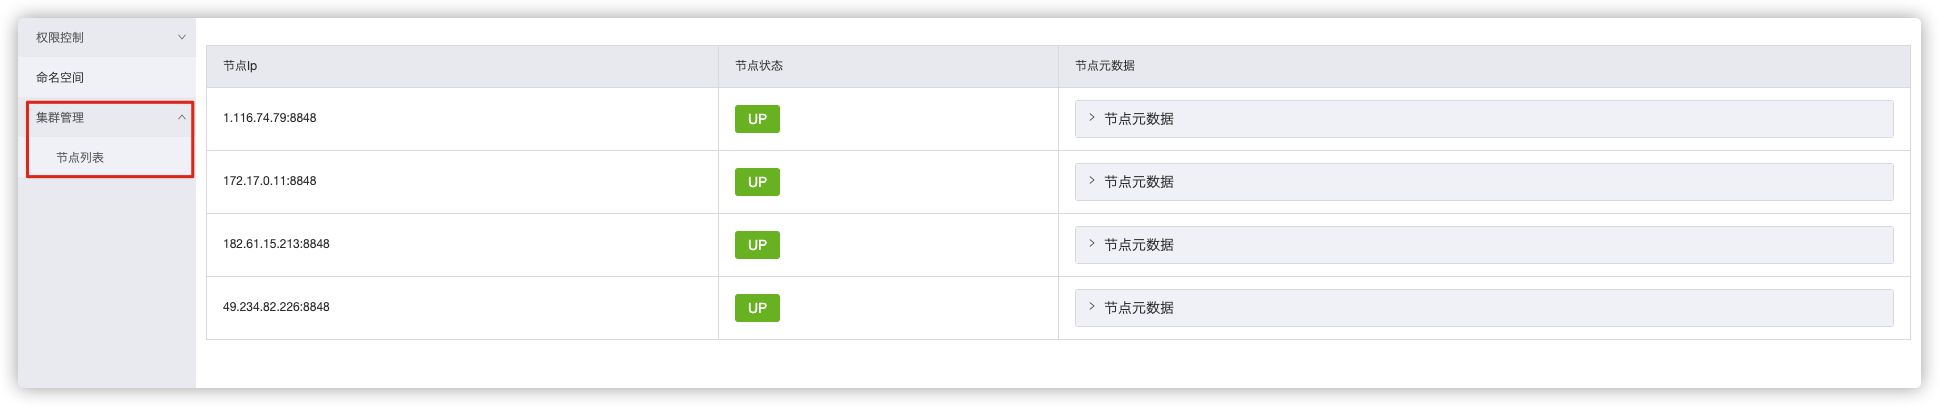 权限控制
命名空间
集群管理
节点列表
节点Ip 节点状态 节点元数据
1.116.74.79:8848 UP 节点元数据
172.17.0.11:8848 UP 节点元数据
182.61.15.213:8848 UP 节点元数据
49.234.82.226:8848 UP 节点元数据